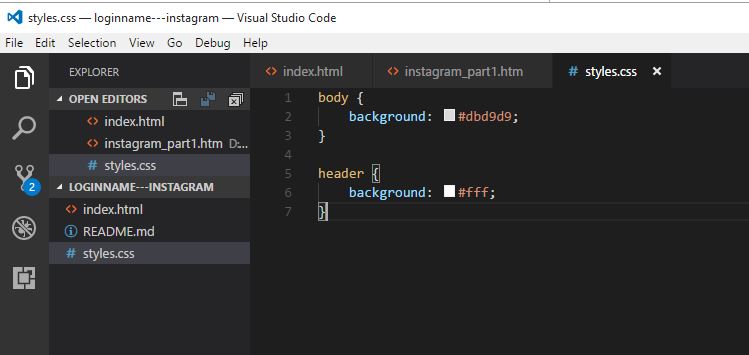 styles.css — loginname---instagram — Visual Studio Code
File Edit Selection View Go Debug Help
EXPLORER
OPEN EDITORS
index.html
instagram_part1.htm D:...
styles.css
LOGINNAME---INSTAGRAM
index.html
README.md
styles.css
2
index.html instagram_part1.htm styles.css
1 body {
2 background: #dbd9d9;
3 }
4
5 header {
6 background: #fff;
7 }